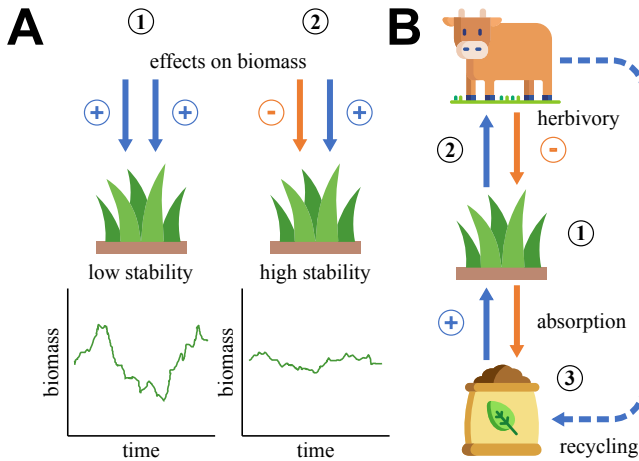 A
1
2
effects on biomass
+
+
-
+
low stability
high stability
biomass
time
biomass
time
B
herbivory
2
-
1
+
absorption
3
recycling